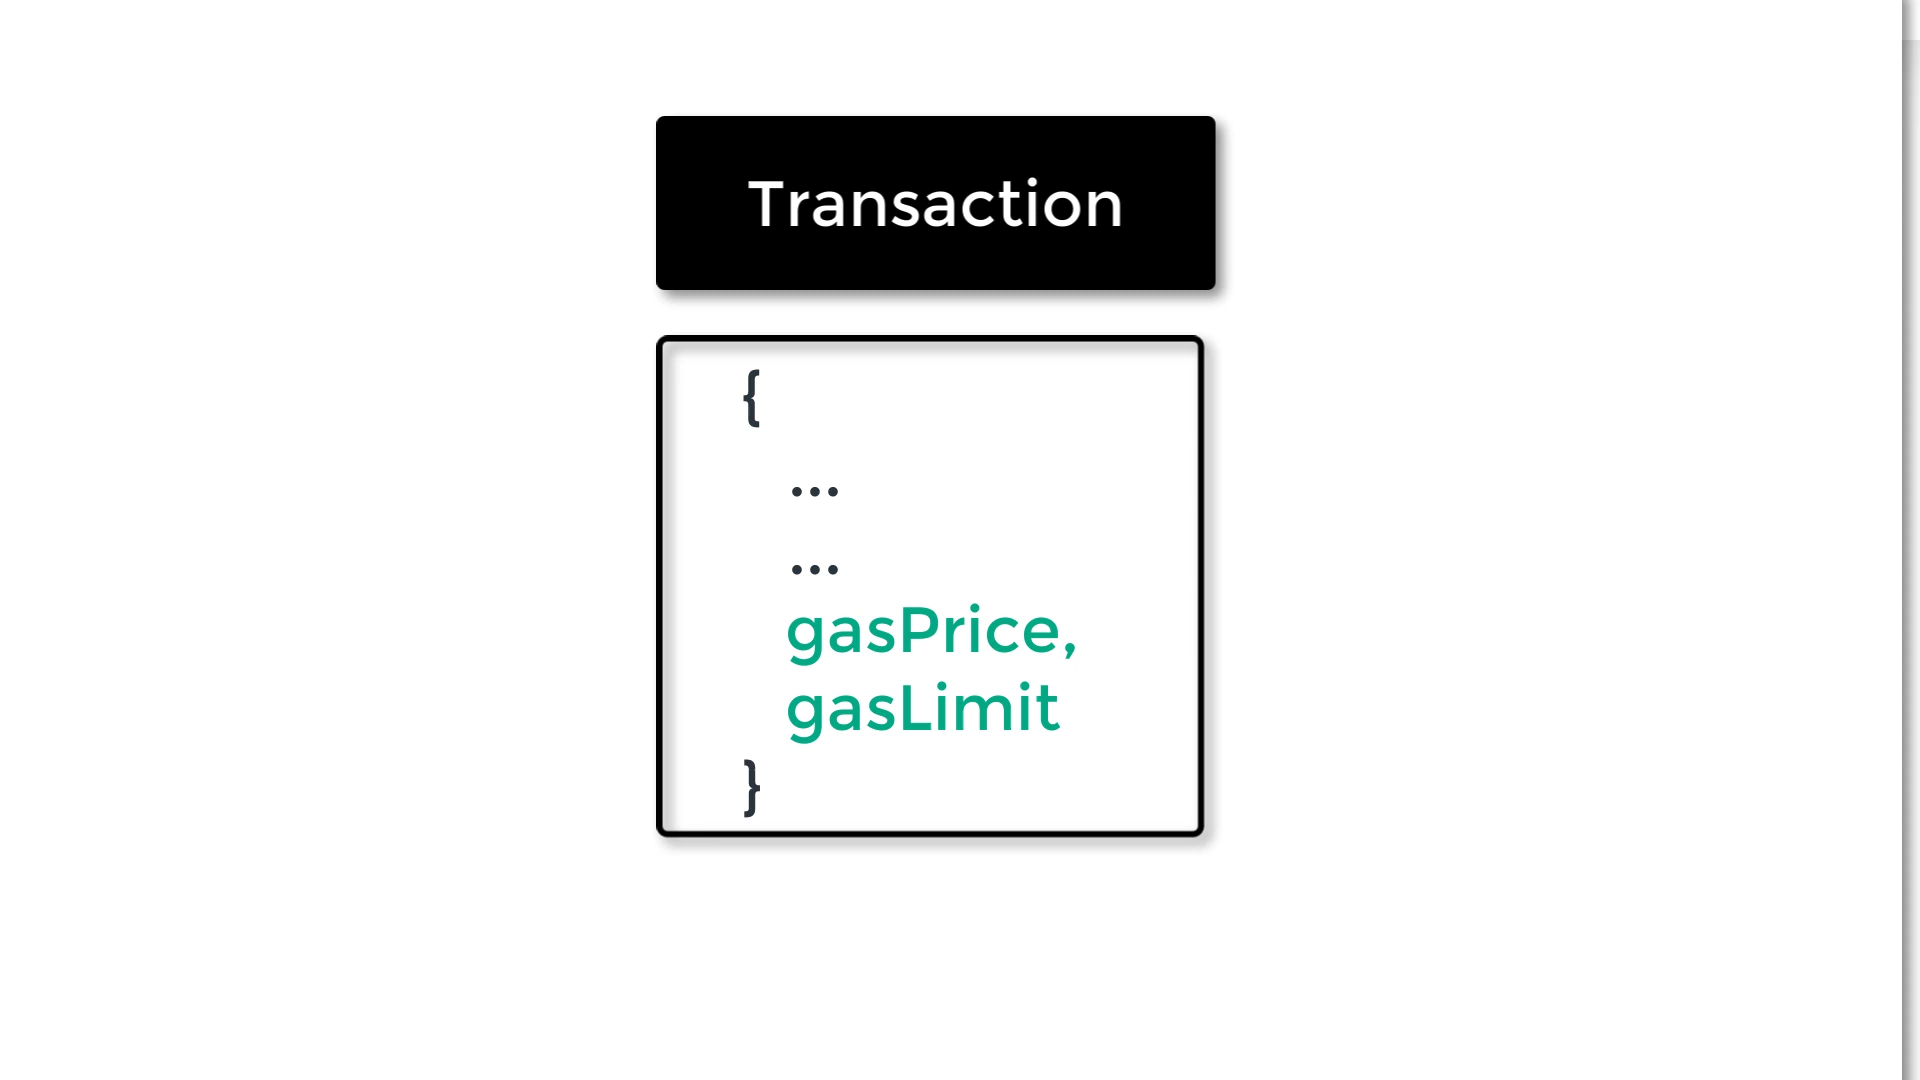 Transaction
{
...
...
gasPrice,
gasLimit
}